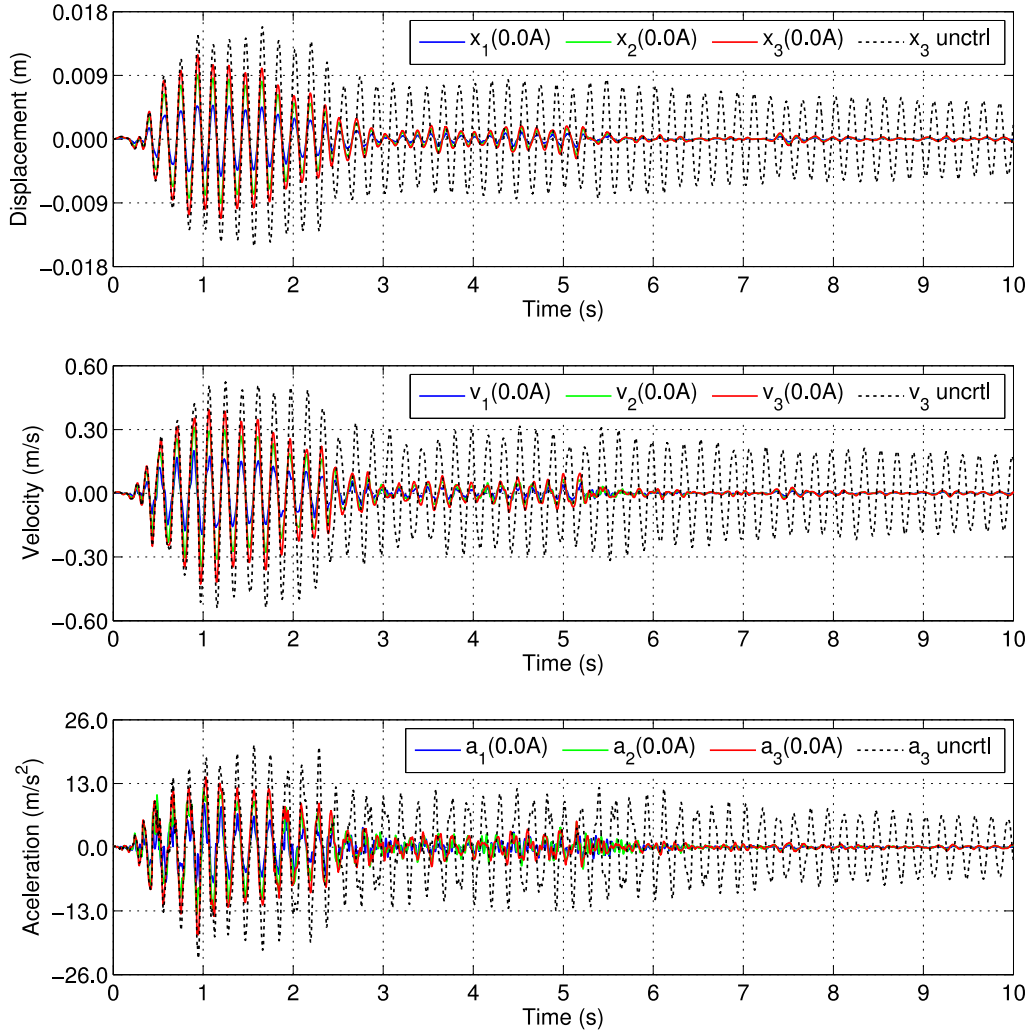 x1(0.0A) x2(0.0A) x3(0.0A) x3 unctrl
Displacement (m)
0.018
0.009
0.000
−0.009
−0.018
0 1 2 3 4 5 6 7 8 9 10
Time (s)
v1(0.0A) v2(0.0A) v3(0.0A) v3 uncrtl
Velocity (m/s)
0.60
0.30
0.00
−0.30
−0.60
0 1 2 3 4 5 6 7 8 9 10
Time (s)
a1(0.0A) a2(0.0A) a3(0.0A) a3 uncrtl
Aceleration (m/s²)
26.0
13.0
0.0
−13.0
−26.0
0 1 2 3 4 5 6 7 8 9 10
Time (s)